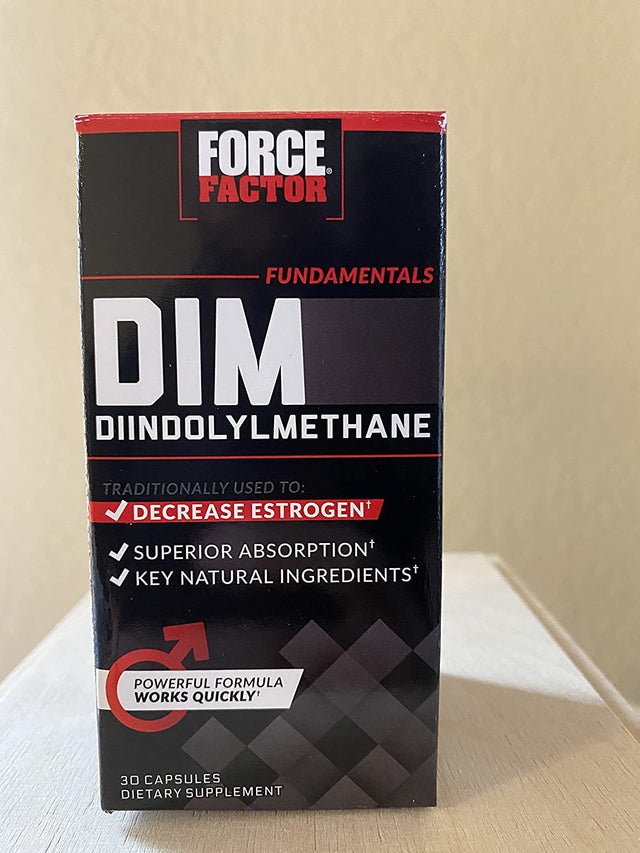 FORCE®
FACTOR
FUNDAMENTALS
DIM
DIINDOLYLMETHANE
TRADITIONALLY USED TO:
DECREASE ESTROGEN†
SUPERIOR ABSORPTION†
KEY NATURAL INGREDIENTS†
POWERFUL FORMULA
WORKS QUICKLY†
30 CAPSULES
DIETARY SUPPLEMENT